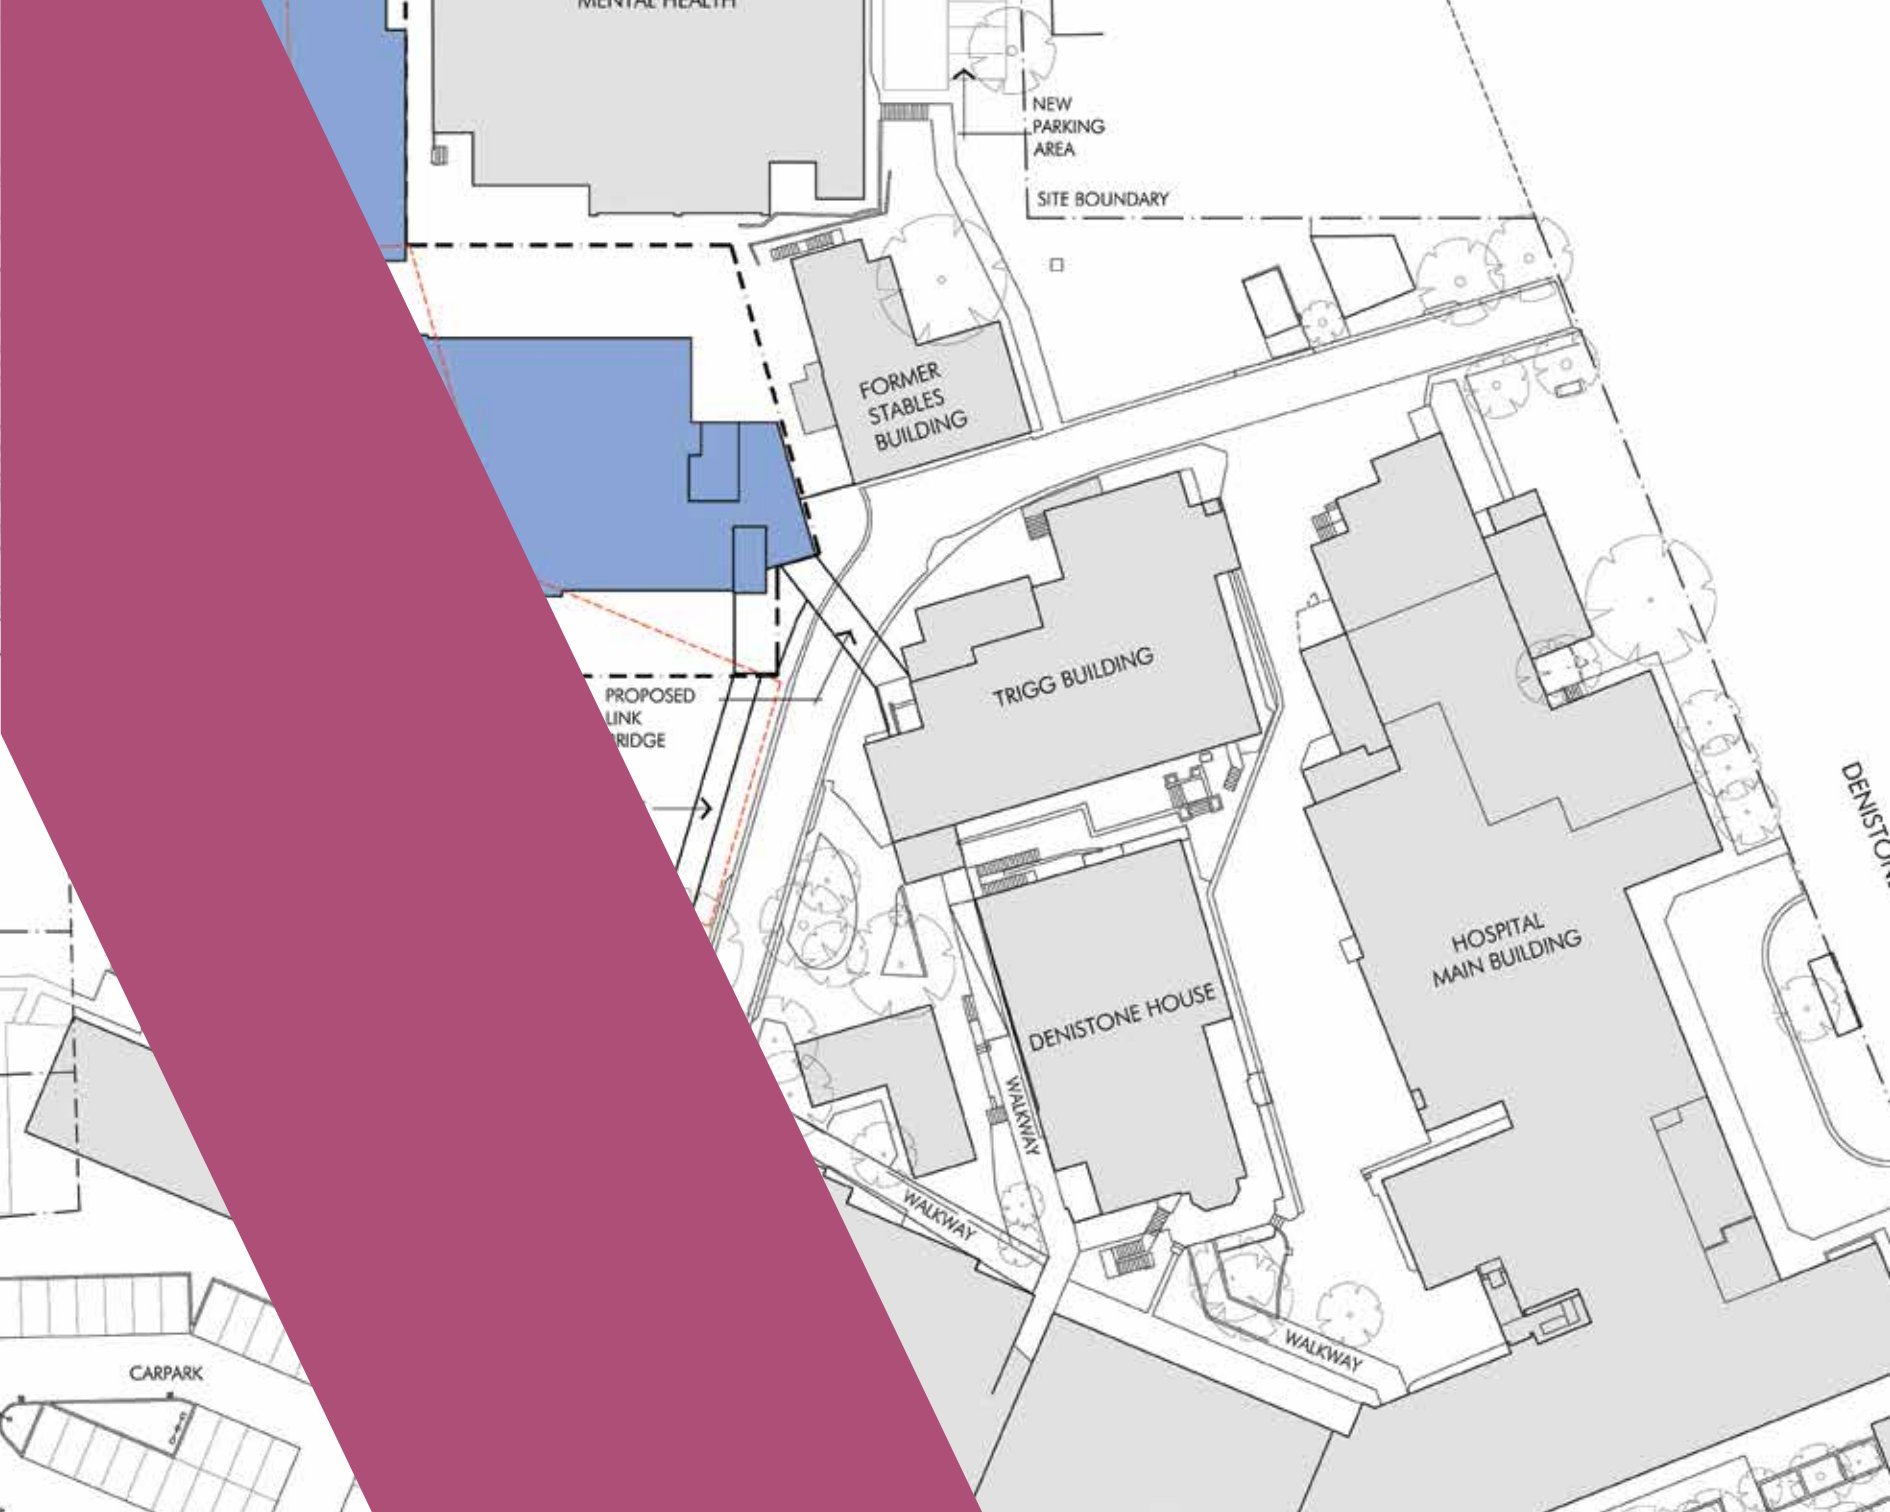 MENTAL HEALTH
NEW
PARKING
AREA
SITE BOUNDARY
FORMER
STABLES
BUILDING
TRIGG BUILDING
PROPOSED
LINK
RIDGE
DENISTON
HOSPITAL
MAIN BUILDING
DENISTONE HOUSE
WALKWAY
WALKWAY
WALKWAY
CARPARK